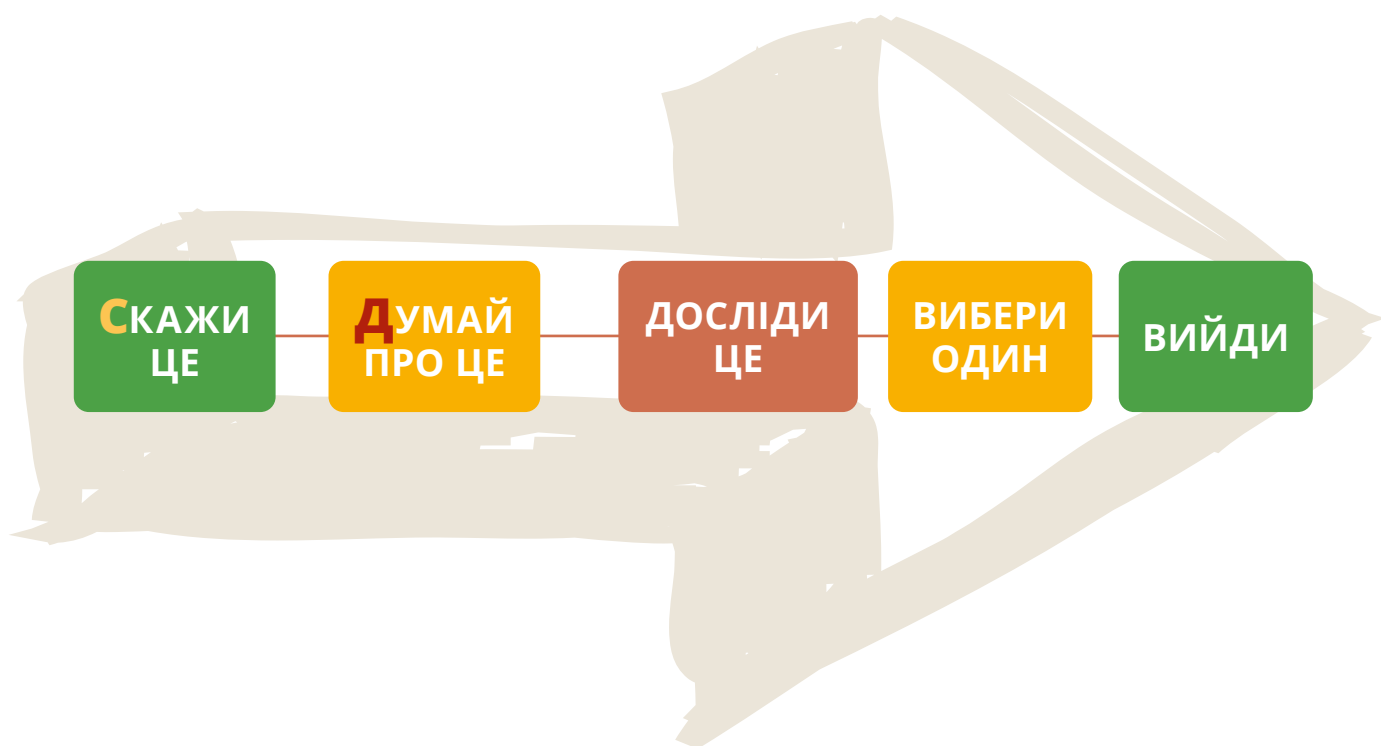 СКАЖИ
ЦЕ
ДУМАЙ
ПРО ЦЕ
ДОСЛІДИ
ЦЕ
ВИБЕРИ
ОДИН
ВИЙДИ